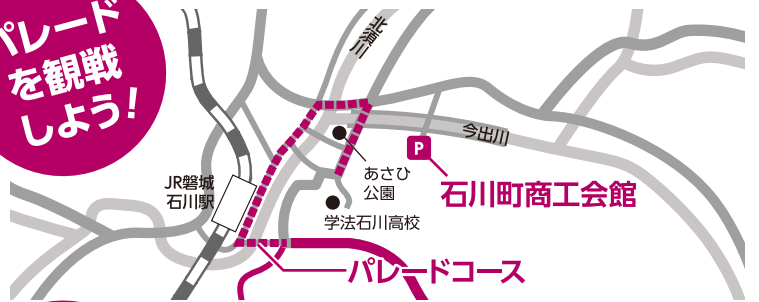 パレード
を観戦
しよう!
北須川
今出川
P
石川町商工会館
あさひ
公園
JR磐城
石川駅
学法石川高校
パレードコース